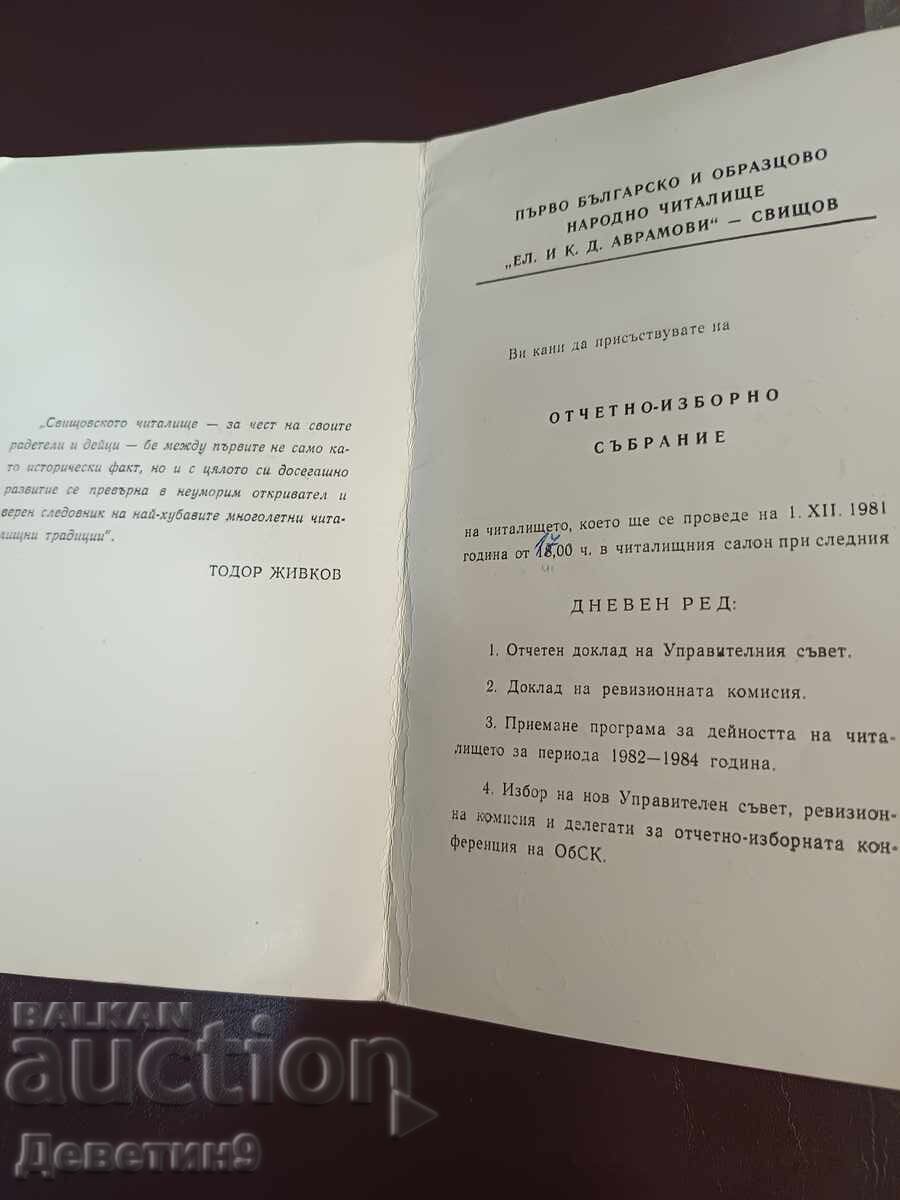 „Свищовското читалище — за чест на своите
радетели и дейци — бе между първите не само ка-
то исторически факт, но и с цялото си досегашно
развитие се превърна в неуморим откривател и
верен следовник на най-хубавите многолетни чита-
лищни традиции“.
ТОДОР ЖИВКОВ
ПЪРВО БЪЛГАРСКО И ОБРАЗЦОВО
НАРОДНО ЧИТАЛИЩЕ
„ЕЛ. И К. Д. АВРАМОВИ“ — СВИЩОВ
Ви кани да присъствувате на
ОТЧЕТНО-ИЗБОРНО
СЪБРАНИЕ
на читалището, което ще се проведе на 1. XII. 1981
година от ,00 ч. в читалищния салон при следния
ДНЕВЕН РЕД:
1. Отчетен доклад на Управителния съвет.
2. Доклад на ревизионната комисия.
3. Приемане програма за дейността на чита-
лището за периода 1982—1984 година.
4. Избор на нов Управителен съвет, ревизион-
на комисия и делегати за отчетно-изборната кон-
ференция на ОбСК.
BALKAN
auction
Деветин9